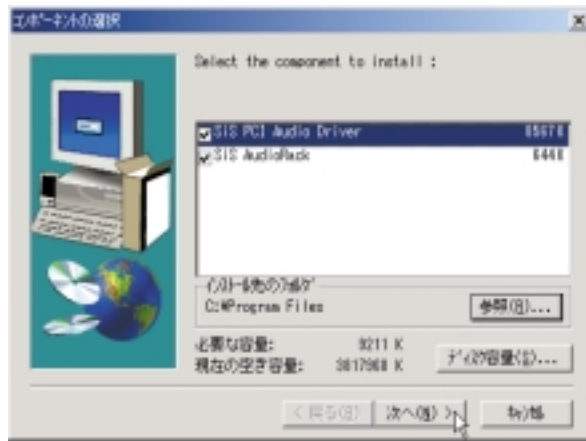 コンポーネントの選択
Select the component to install :
SiS PCI Audio Driver
SiS AudioRack
インストール先のフォルダ
C:¥Program Files
参照(R)...
必要な容量: 9211 K
現在の空き容量: K
ディスク容量(S)...
< 戻る(B)
次へ(N) >
キャンセル